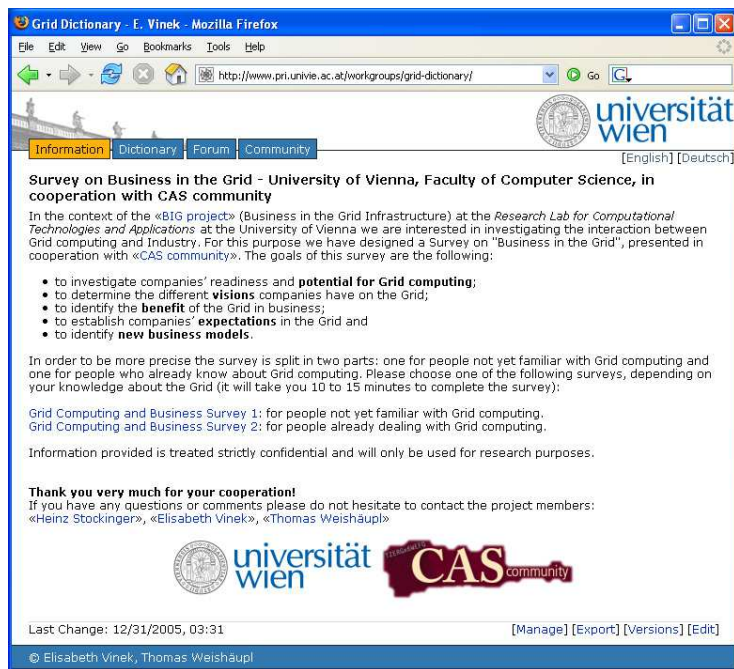 Grid Dictionary - E. Vinek - Mozilla Firefox
File Edit View Go Bookmarks Tools Help
http://www.pri.univie.ac.at/workgroups/grid-dictionary/ Go G
universität
wien
Information Dictionary Forum Community
[English] [Deutsch]
Survey on Business in the Grid - University of Vienna, Faculty of Computer Science, in
cooperation with CAS community
In the context of the «BIG project» (Business in the Grid Infrastructure) at the Research Lab for Computational
Technologies and Applications at the University of Vienna we are interested in investigating the interaction between
Grid computing and Industry. For this purpose we have designed a Survey on "Business in the Grid", presented in
cooperation with «CAS community». The goals of this survey are the following:
• to investigate companies' readiness and potential for Grid computing;
• to determine the different visions companies have on the Grid;
• to identify the benefit of the Grid in business;
• to establish companies' expectations in the Grid and
• to identify new business models.
In order to be more precise the survey is split in two parts: one for people not yet familiar with Grid computing and
one for people who already know about Grid computing. Please choose one of the following surveys, depending on
your knowledge about the Grid (it will take you 10 to 15 minutes to complete the survey):
Grid Computing and Business Survey 1: for people not yet familiar with Grid computing.
Grid Computing and Business Survey 2: for people already dealing with Grid computing.
Information provided is treated strictly confidential and will only be used for research purposes.
Thank you very much for your cooperation!
If you have any questions or comments please do not hesitate to contact the project members:
«Heinz Stockinger», «Elisabeth Vinek», «Thomas Weishäupl»
universität
wien
CAS community
Last Change: 12/31/2005, 03:31 [Manage] [Export] [Versions] [Edit]
© Elisabeth Vinek, Thomas Weishäupl